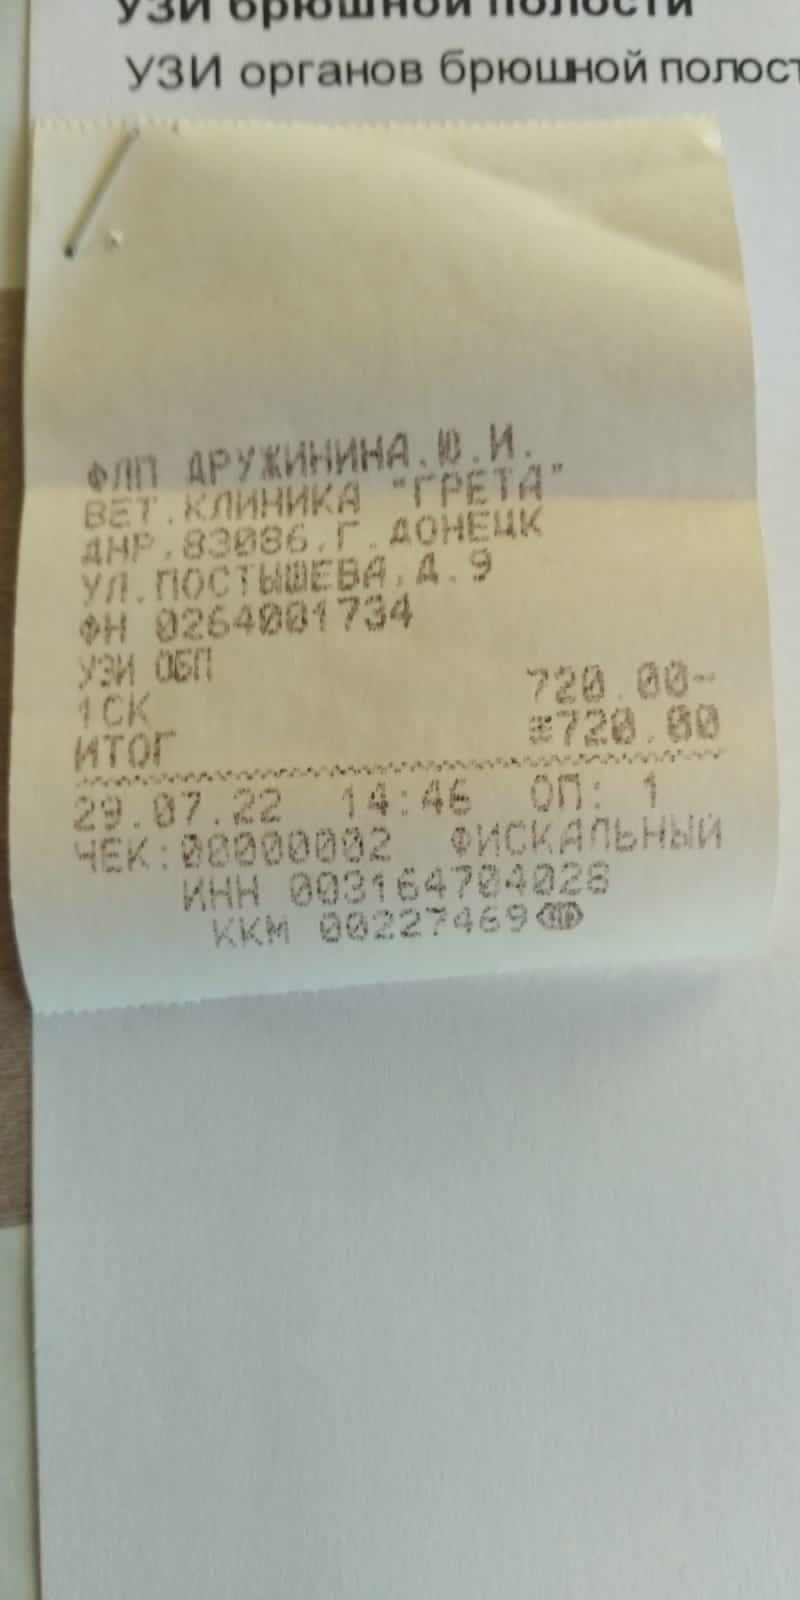 УЗИ брюшной полости
УЗИ органов брюшной полост
ФЛП ДРУЖИНИНА.Ю.И.
ВЕТ.КЛИНИКА "ГРЕТА"
ДНР.83086.Г.ДОНЕЦК
УЛ.ПОСТЫШЕВА.Д.9
ФН 0264001734
УЗИ ОБП
1СК 720.00-
ИТОГ ≡720.00
29.07.22 14:46 ОП: 1
ЧЕК:00000002 ФИСКАЛЬНЫЙ
ИНН 003164704028
ККМ 00227469